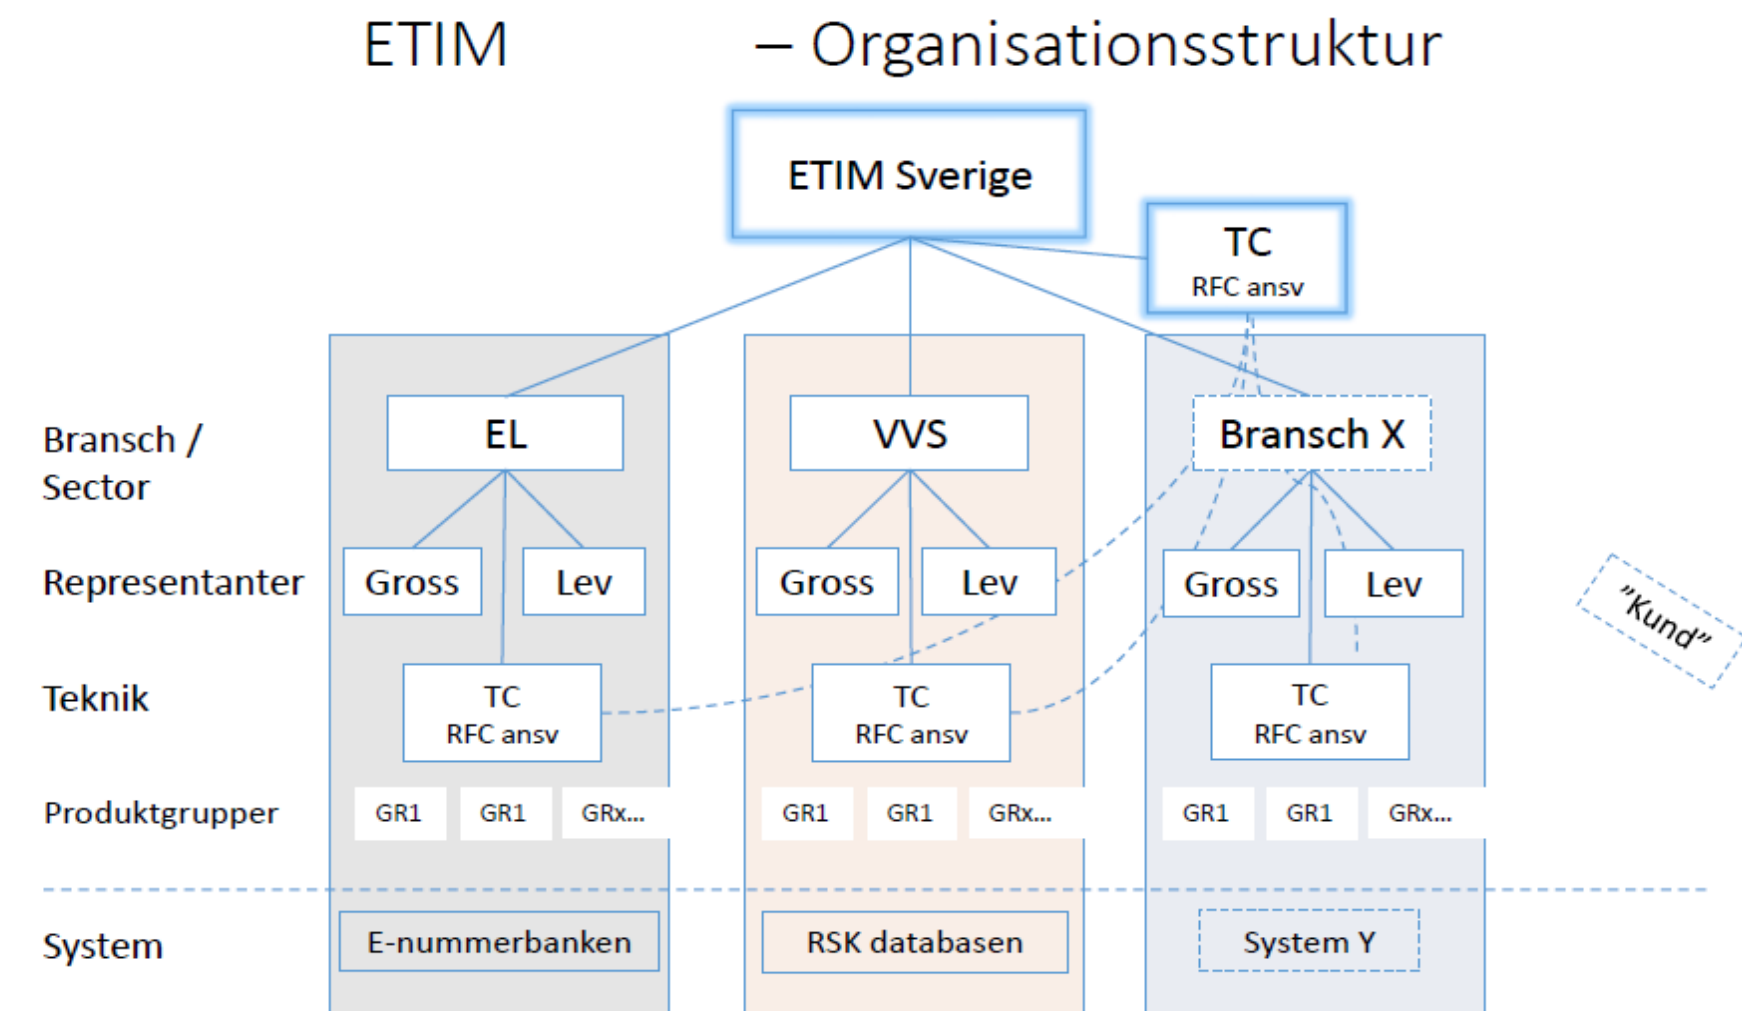 ETIM – Organisationsstruktur
ETIM Sverige
TC
RFC ansv
Bransch /
Sector
EL
VVS
Bransch X
Representanter
Gross
Lev
Gross
Lev
Gross
Lev
"Kund"
Teknik
TC
RFC ansv
TC
RFC ansv
TC
RFC ansv
Produktgrupper
GR1
GR1
GRx...
GR1
GR1
GRx...
GR1
GR1
GRx...
System
E-nummerbanken
RSK databasen
System Y